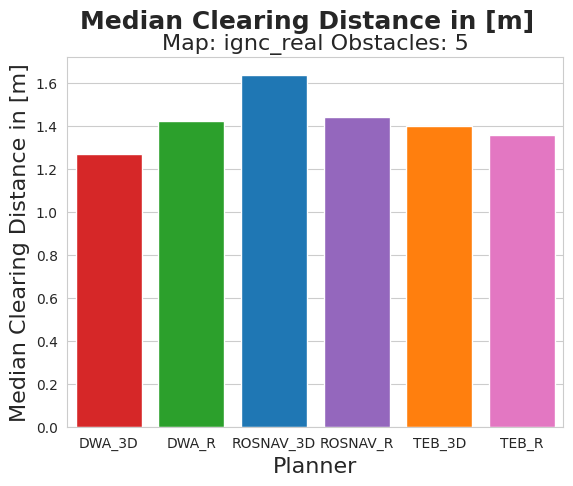 Median Clearing Distance in [m]
Map: ignc_real Obstacles: 5
Median Clearing Distance in [m]
1.6
1.4
1.2
1.0
0.8
0.6
0.4
0.2
0.0
DWA_3D DWA_R ROSNAV_3D ROSNAV_R TEB_3D TEB_R
Planner